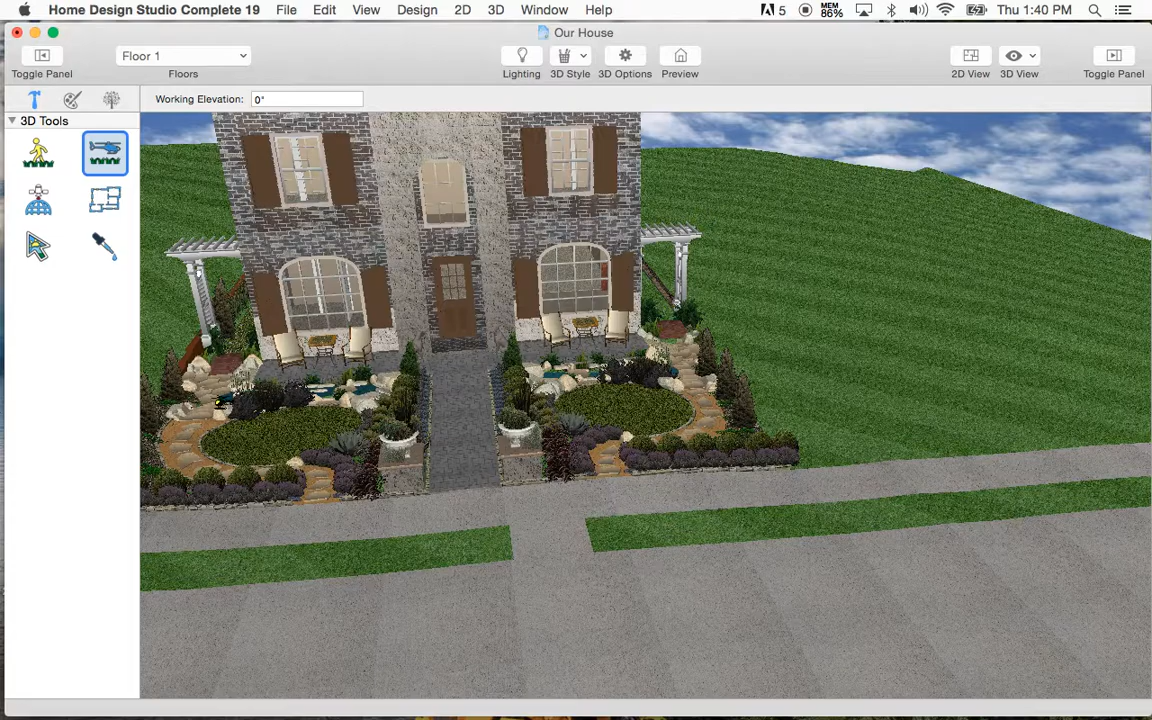 Home Design Studio Complete 19 File Edit View Design 2D 3D Window Help 5 MEM 86% Thu 1:40 PM
Our House
Floor 1
Toggle Panel Floors Lighting 3D Style 3D Options Preview 2D View 3D View Toggle Panel
Working Elevation: 0"
3D Tools